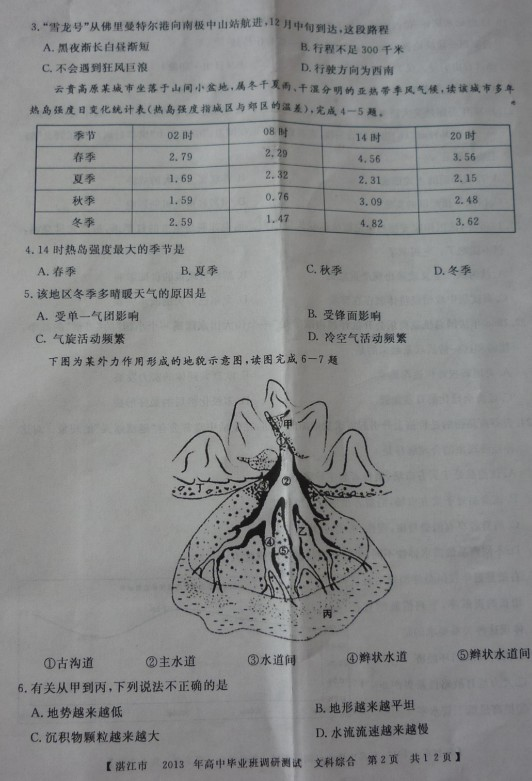 3.“雪龙号”从佛里曼特尔港向南极中山站航进,12月中旬到达,这段路程
A. 黑夜渐长白昼渐短 B. 行程不足 300 千米
C. 不会遇到狂风巨浪 D. 行驶方向为西南
云贵高原某城市坐落于山间小盆地,属冬干夏雨,干湿分明的亚热带季风气候,读该城市多年
热岛强度日变化统计表(热岛强度指城区与郊区的温差),完成4－5题。
季节 02时 08时 14时 20时
春季 2.79 2.29 4.56 3.56
夏季 1.69 2.32 2.31 2.15
秋季 1.59 0.76 3.09 2.48
冬季 2.59 1.47 4.82 3.62
4.14 时热岛强度最大的季节是
A. 春季 B. 夏季 C. 秋季 D. 冬季
5. 该地区冬季多晴暖天气的原因是
A. 受单一气团影响 B. 受锋面影响
C. 气旋活动频繁 D. 冷空气活动频繁
下图为某外力作用形成的地貌示意图,读图完成6－7题
甲
①
丁
②
乙
④
⑤
丙
①古沟道 ②主水道 ③水道间 ④辫状水道 ⑤辫状水道间
6. 有关从甲到丙,下列说法不正确的是
A. 地势越来越低 B. 地形越来越平坦
C. 沉积物颗粒越来越大 D. 水流流速越来越慢
【湛江市 2013 年高中毕业班调研测试 文科综合 第2页 共12页】